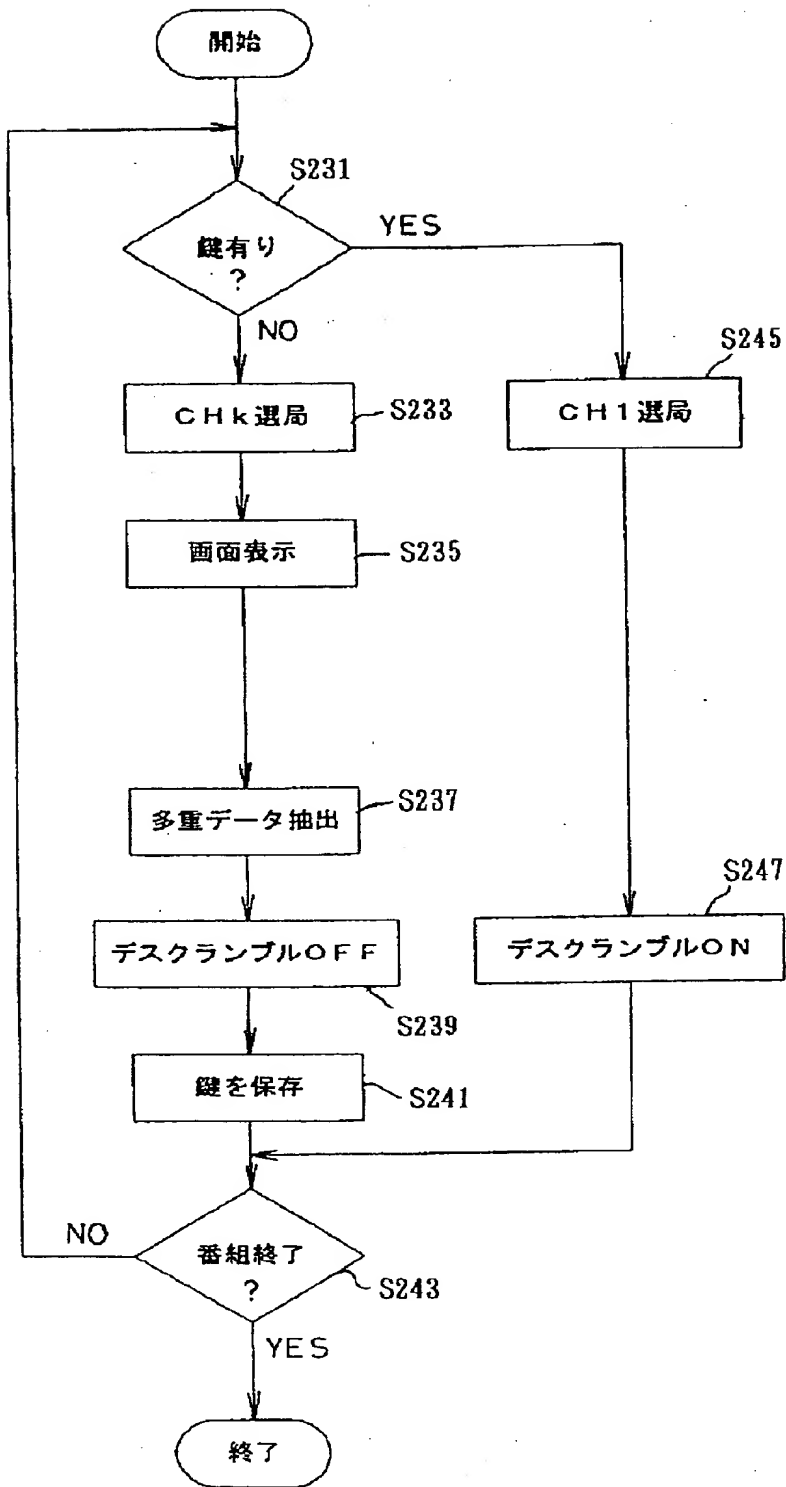 開始
S231
鍵有り
?
YES
NO
S245
CHk選局
S233
CH1選局
画面表示
S235
多重データ抽出
S237
S247
デスクランブルOFF
デスクランブルON
S239
鍵を保存
S241
NO
番組終了
?
S243
YES
終了